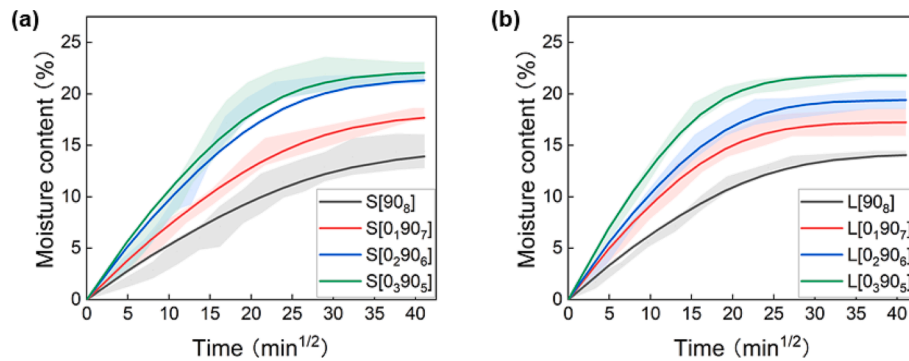 (a)
Moisture content (%)
25
20
15
10
5
0
0 5 10 15 20 25 30 35 40
Time (min1/2)
S[908]
S[01907]
S[02906]
S[03905]
(b)
Moisture content (%)
25
20
15
10
5
0
0 5 10 15 20 25 30 35 40
Time (min1/2)
L[908]
L[01907]
L[02906]
L[03905]